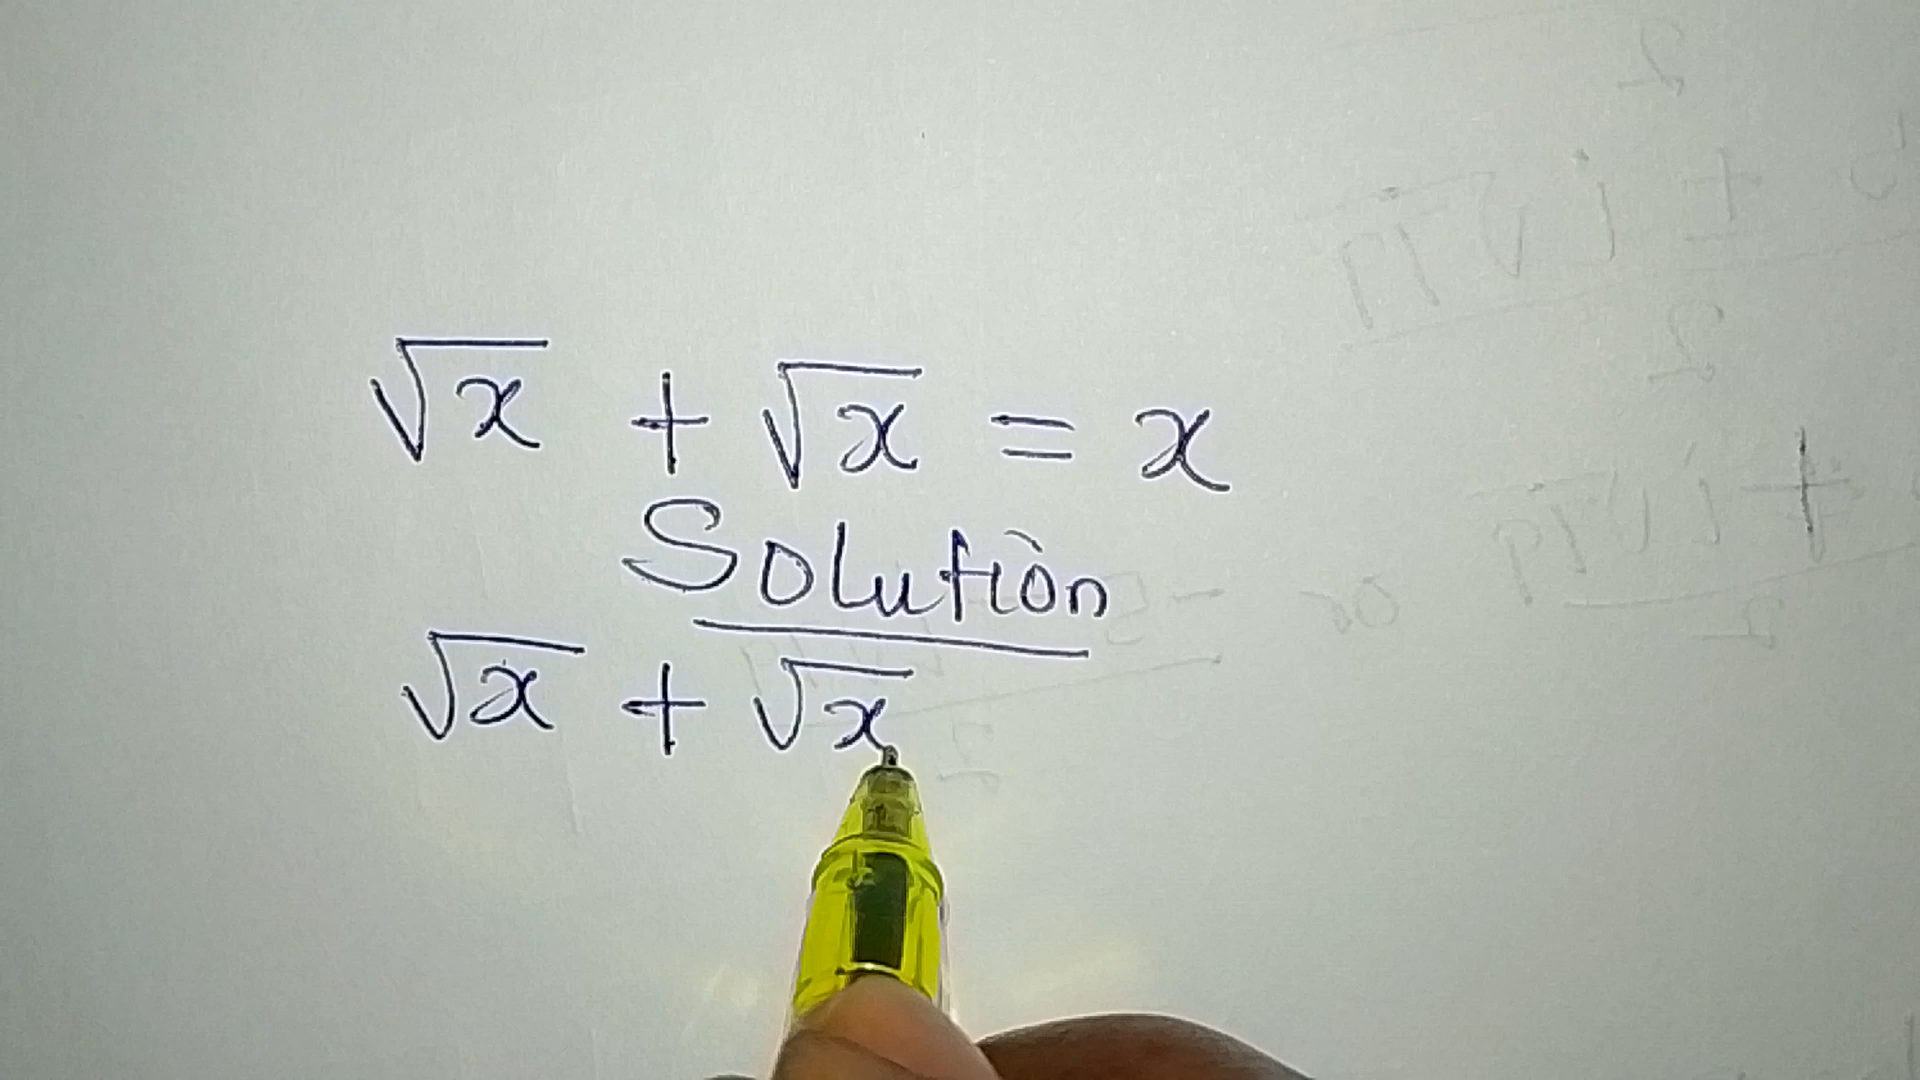 √x + √x = x
Solution
√x + √x